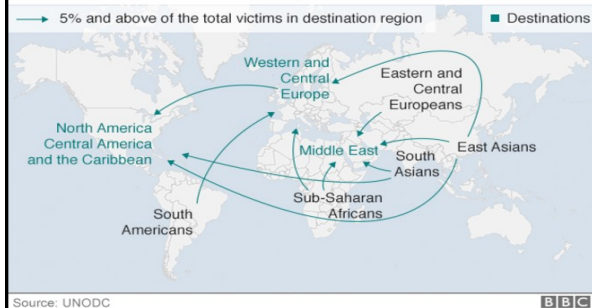 5% and above of the total victims in destination region
Destinations
Western and
Central
Europe
Eastern and
Central
Europeans
North America
Central America
and the Caribbean
Middle East
East Asians
South
Asians
Sub-Saharan
Africans
South
Americans
Source: UNODC
BBC